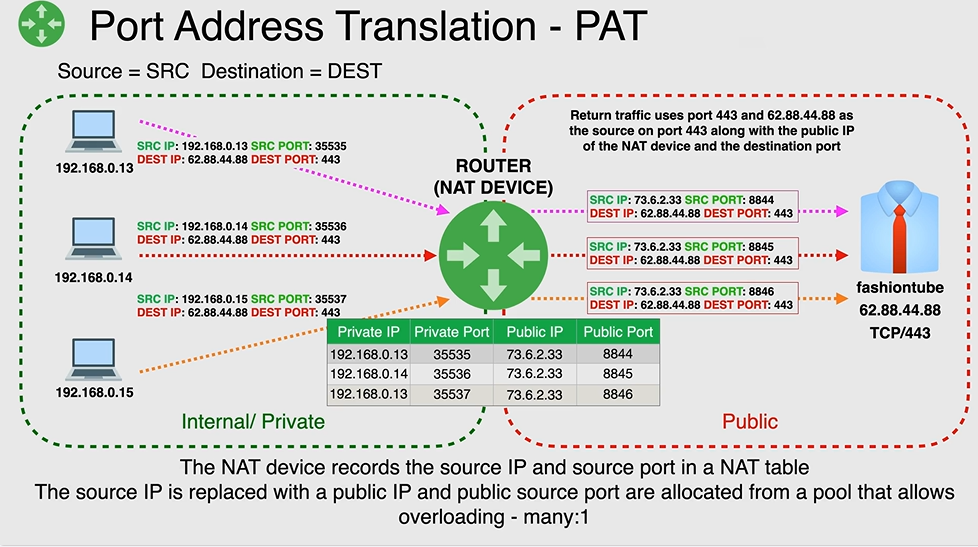 Port Address Translation - PAT
Source = SRC Destination = DEST
192.168.0.13
SRC IP: 192.168.0.13 SRC PORT: 35535
DEST IP: 62.88.44.88 DEST PORT: 443
192.168.0.14
SRC IP: 192.168.0.14 SRC PORT: 35536
DEST IP: 62.88.44.88 DEST PORT: 443
SRC IP: 192.168.0.15 SRC PORT: 35537
DEST IP: 62.88.44.88 DEST PORT: 443
192.168.0.15
Internal/ Private
ROUTER
(NAT DEVICE)
Return traffic uses port 443 and 62.88.44.88 as
the source on port 443 along with the public IP
of the NAT device and the destination port
SRC IP: 73.6.2.33 SRC PORT: 8844
DEST IP: 62.88.44.88 DEST PORT: 443
SRC IP: 73.6.2.33 SRC PORT: 8845
DEST IP: 62.88.44.88 DEST PORT: 443
SRC IP: 73.6.2.33 SRC PORT: 8846
DEST IP: 62.88.44.88 DEST PORT: 443
fashiontube
62.88.44.88
TCP/443
Private IP Private Port Public IP Public Port
192.168.0.13 35535 73.6.2.33 8844
192.168.0.14 35536 73.6.2.33 8845
192.168.0.13 35537 73.6.2.33 8846
Public
The NAT device records the source IP and source port in a NAT table
The source IP is replaced with a public IP and public source port are allocated from a pool that allows
overloading - many:1